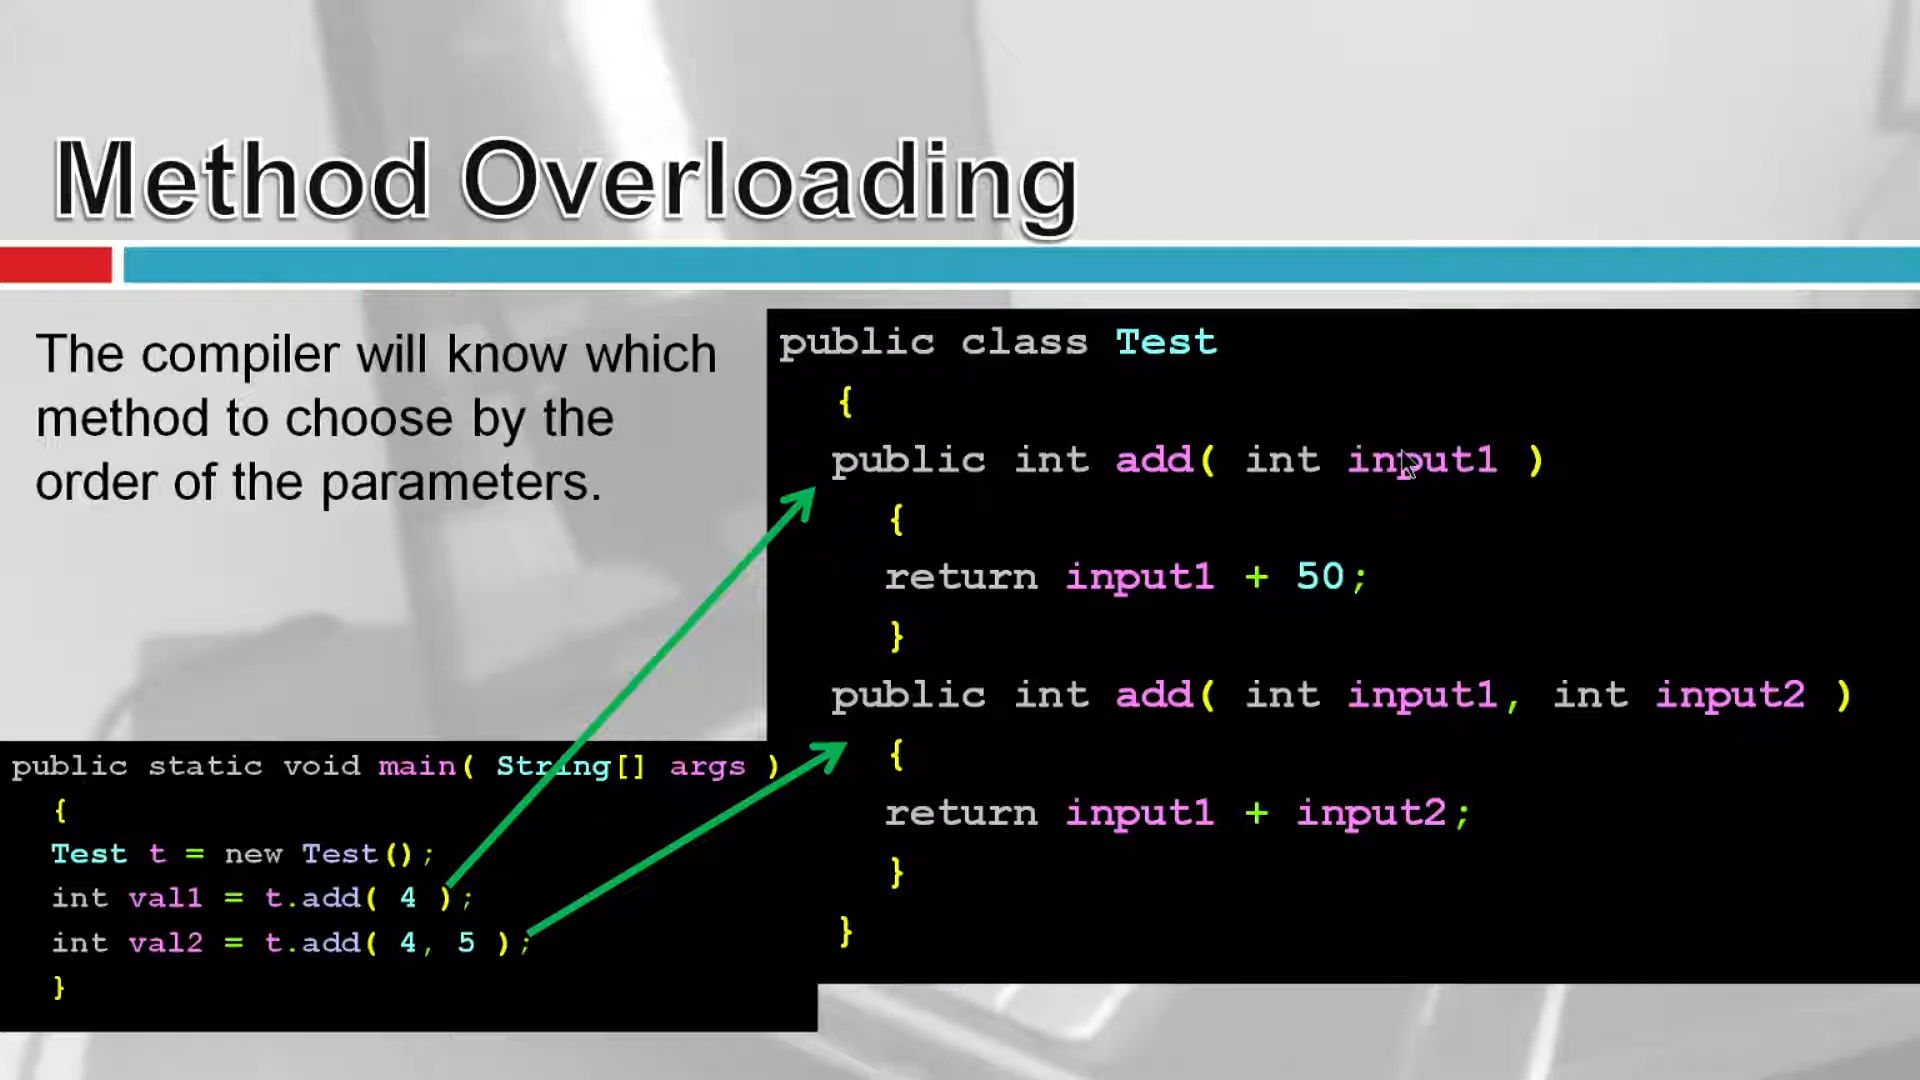 Method Overloading
The compiler will know which
method to choose by the
order of the parameters.
public class Test
{
public int add( int input1 )
{
return input1 + 50;
}
public int add( int input1, int input2 )
{
return input1 + input2;
}
}
public static void main( String[] args )
{
Test t = new Test();
int val1 = t.add( 4 );
int val2 = t.add( 4, 5 );
}